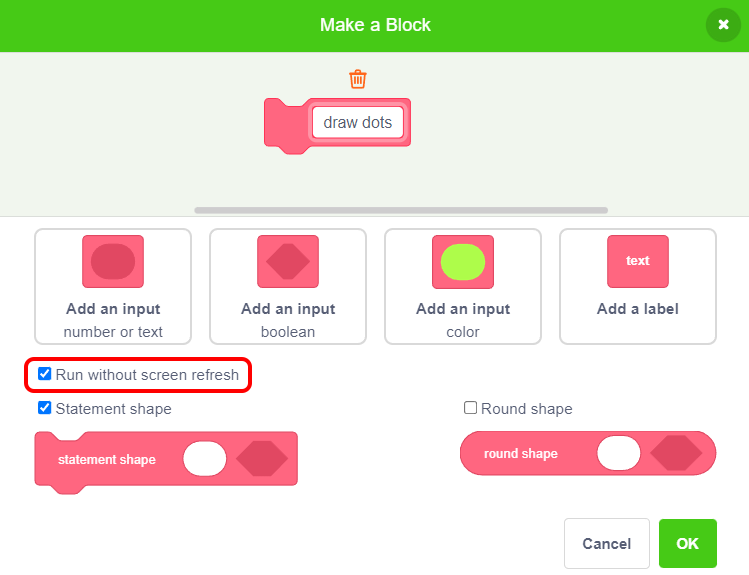 Make a Block
draw dots
Add an input
number or text
Add an input
boolean
Add an input
color
text
Add a label
Run without screen refresh
Statement shape
Round shape
statement shape
round shape
Cancel
OK